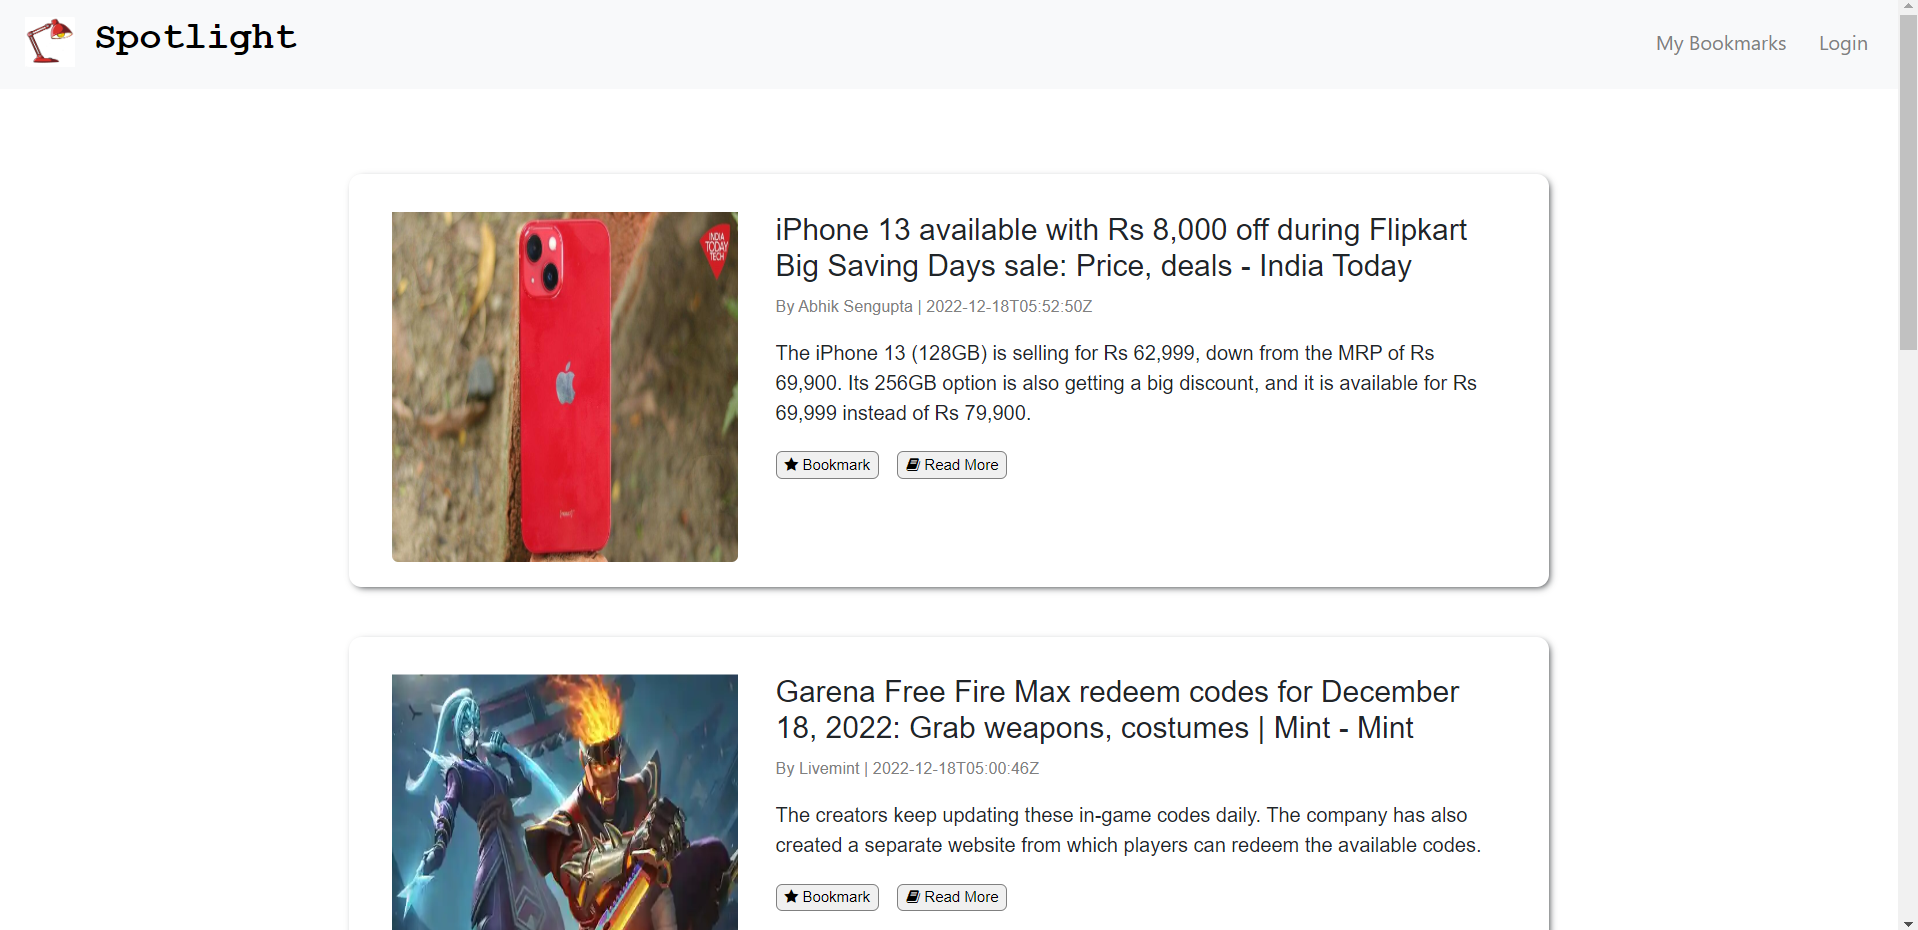 Spotlight
My Bookmarks
Login
INDIA
TODAY
TECH
iPhone 13 available with Rs 8,000 off during Flipkart
Big Saving Days sale: Price, deals - India Today
By Abhik Sengupta | 2022-12-18T05:52:50Z
The iPhone 13 (128GB) is selling for Rs 62,999, down from the MRP of Rs
69,900. Its 256GB option is also getting a big discount, and it is available for Rs
69,999 instead of Rs 79,900.
Bookmark
Read More
Garena Free Fire Max redeem codes for December
18, 2022: Grab weapons, costumes | Mint - Mint
By Livemint | 2022-12-18T05:00:46Z
The creators keep updating these in-game codes daily. The company has also
created a separate website from which players can redeem the available codes.
Bookmark
Read More